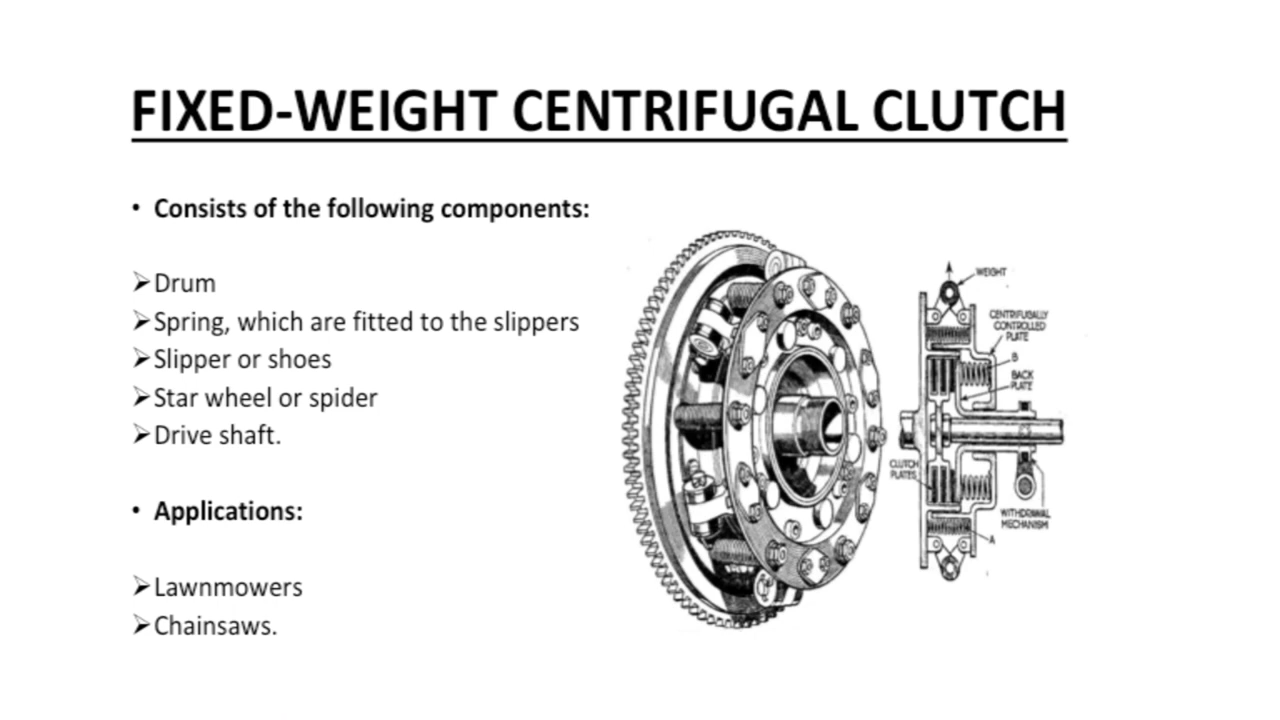 FIXED-WEIGHT CENTRIFUGAL CLUTCH
• Consists of the following components:
➢Drum
➢Spring, which are fitted to the slippers
➢Slipper or shoes
➢Star wheel or spider
➢Drive shaft.
• Applications:
➢Lawnmowers
➢Chainsaws.
WEIGHT
CENTRIFUGALLY
CONTROLLED
PLATE
B
BACK
PLATE
CLUTCH
PLATES
WITHDRAWAL
MECHANISM
A